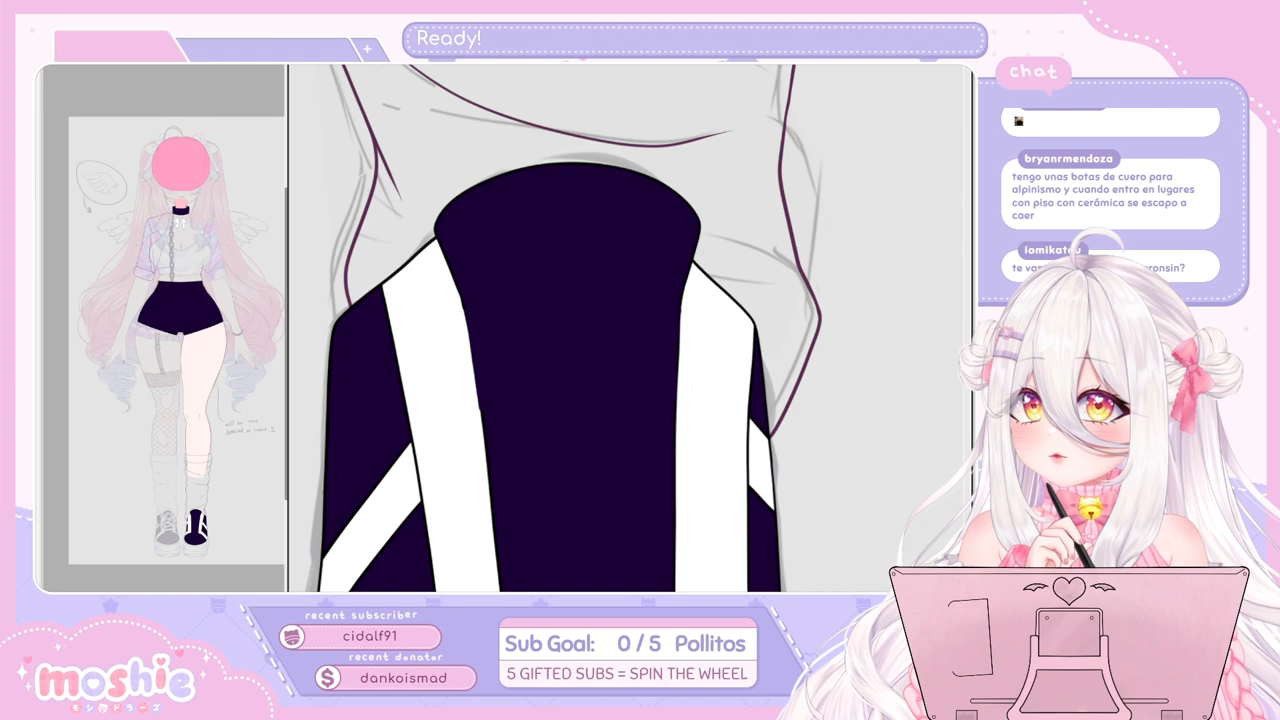 Ready!
+
chat
bryanrmendoza
tengo unas botas de cuero para
alpinismo y cuando entro en lugares
con piso con cerámica se escapo a
caer
te
recent subscriber
cidalf91
recent donator
$ dankoismad
Sub Goal: 0 / 5 Pollitos
5 GIFTED SUBS = SPIN THE WHEEL
moshie